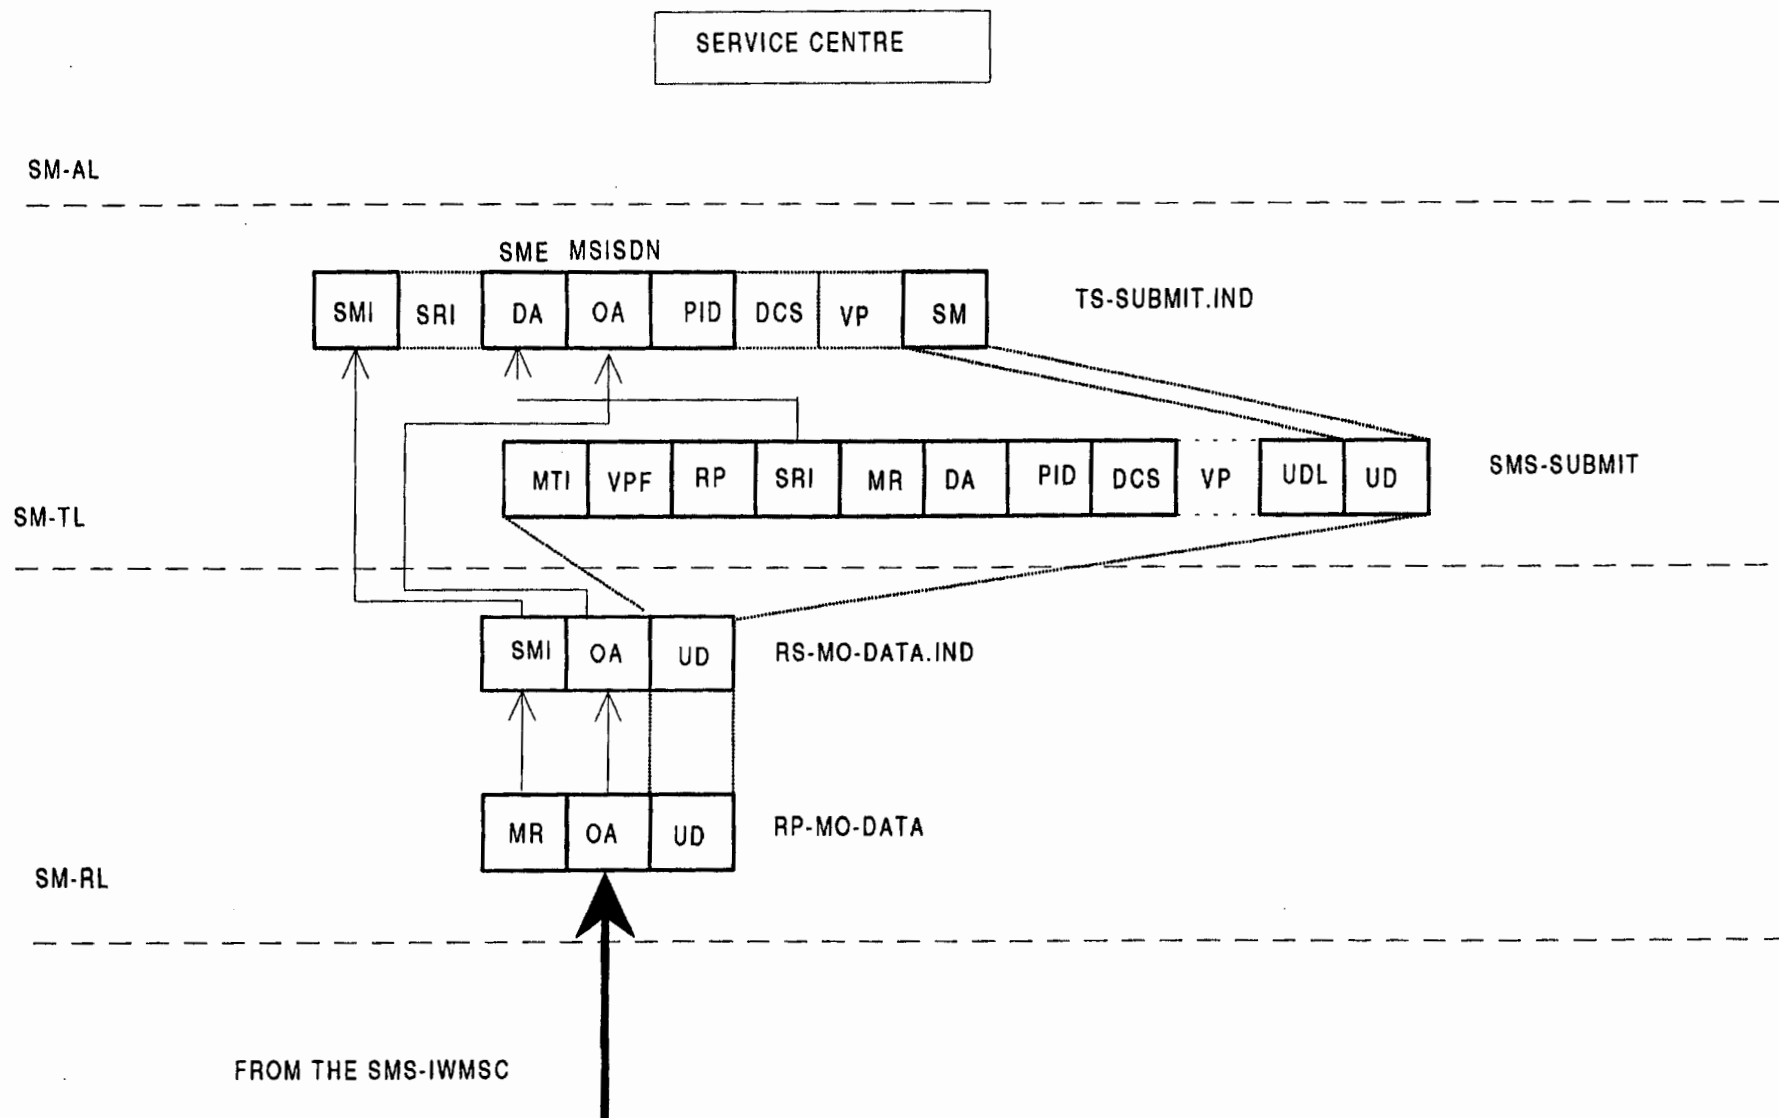 SERVICE CENTRE
SM-AL
SME MSISDN
SMI SRI DA OA PID DCS VP SM TS-SUBMIT.IND
MTI VPF RP SRI MR DA PID DCS VP UDL UD SMS-SUBMIT
SM-TL
SMI OA UD RS-MO-DATA.IND
MR OA UD RP-MO-DATA
SM-RL
FROM THE SMS-IWMSC